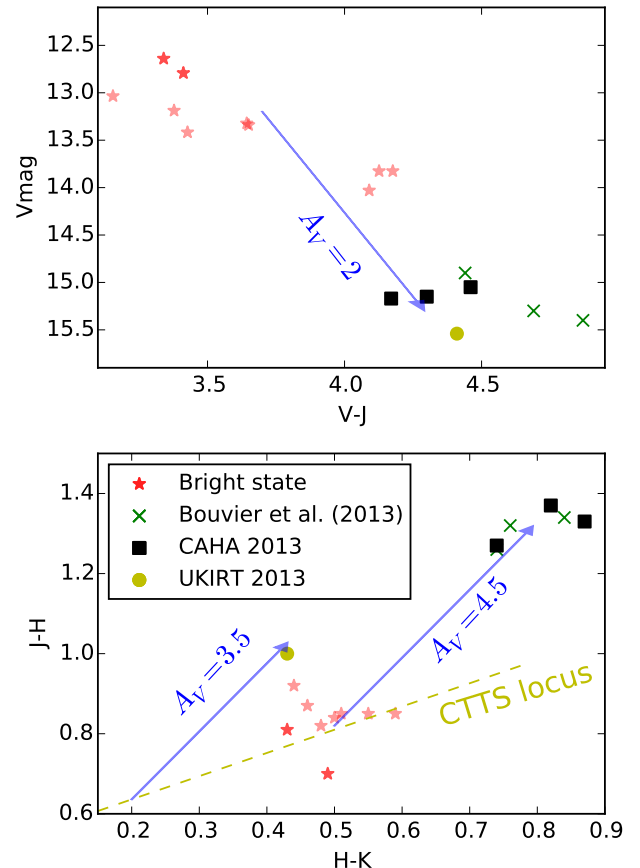 12.5
13.0
13.5
14.0
14.5
15.0
15.5
Vmag
A_V=2
3.5 4.0 4.5
V-J
1.4
1.2
1.0
0.8
0.6
J-H
Bright state
Bouvier et al. (2013)
CAHA 2013
UKIRT 2013
A_V=3.5
A_V=4.5
CTTS locus
0.2 0.3 0.4 0.5 0.6 0.7 0.8 0.9
H-K